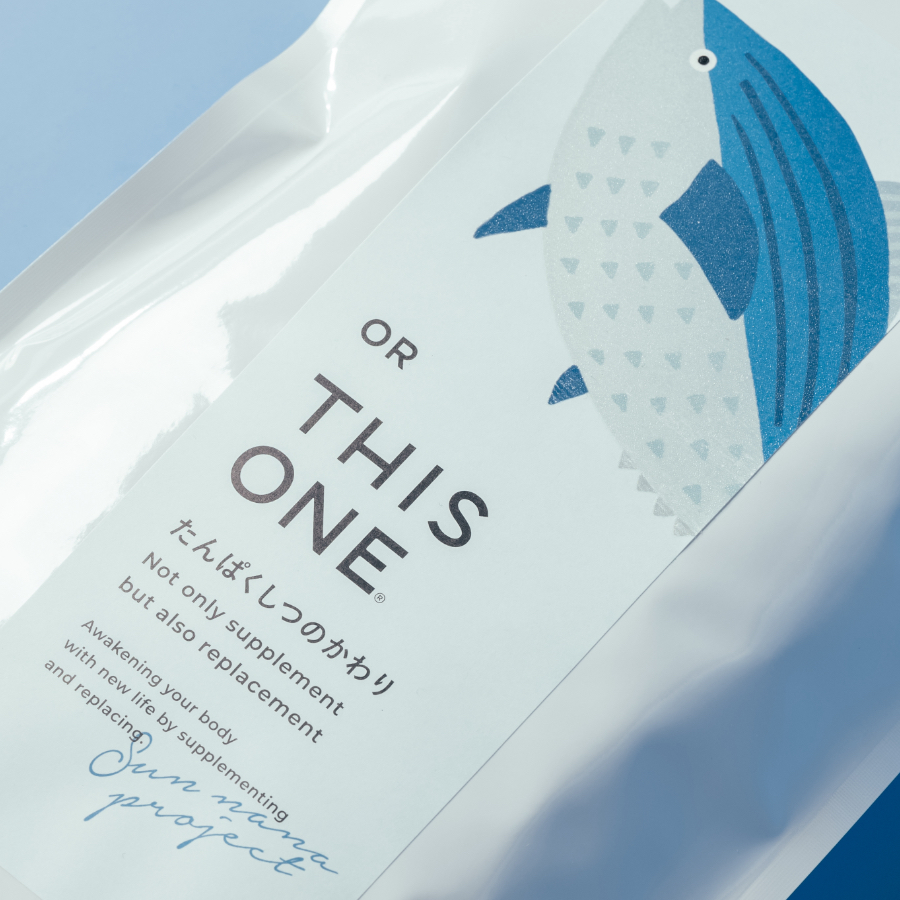 OR
THIS
ONE®
たんぱくしつのかわり
Not only supplement
but also replacement
Awakening your body
with new life by supplementing
and replacing.
Sun nana
project